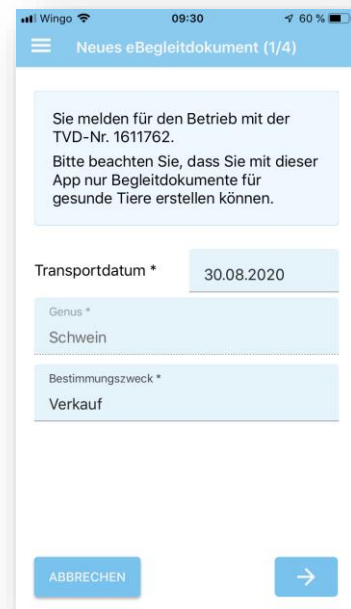 Wingo 09:30 60 %
Neues eBegleitdokument (1/4)
Sie melden für den Betrieb mit der
TVD-Nr. 1611762.
Bitte beachten Sie, dass Sie mit dieser
App nur Begleitdokumente für
gesunde Tiere erstellen können.
Transportdatum * 30.08.2020
Genus *
Schwein
Bestimmungszweck *
Verkauf
ABBRECHEN